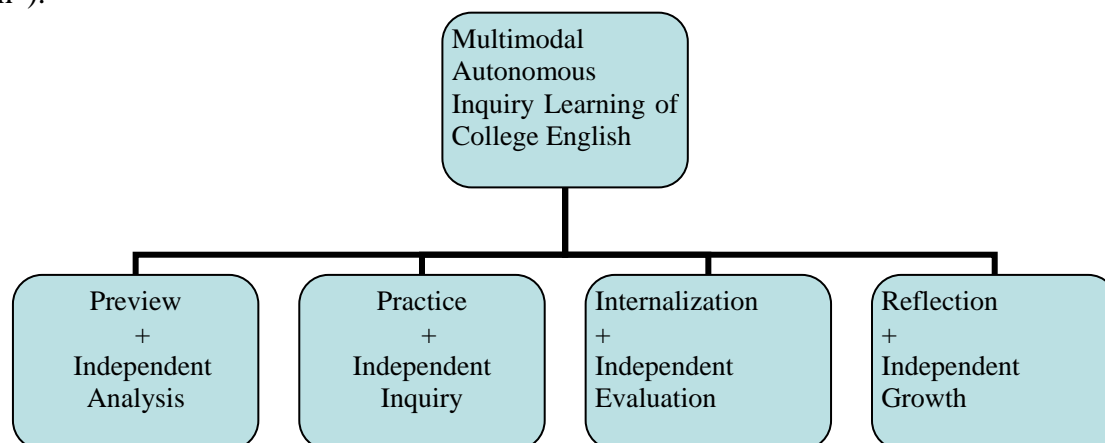 Multimodal
Autonomous
Inquiry Learning of
College English
Preview
+
Independent
Analysis
Practice
+
Independent
Inquiry
Internalization
+
Independent
Evaluation
Reflection
+
Independent
Growth